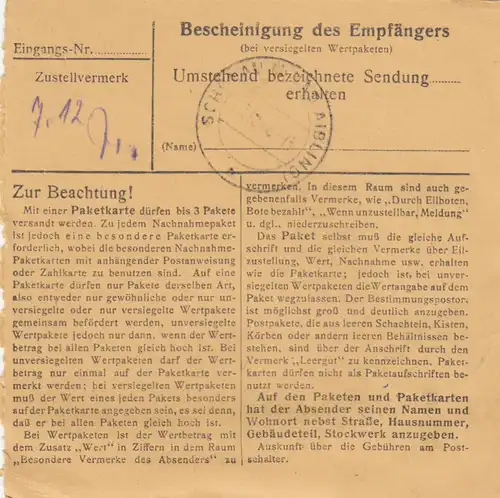 Eingangs-Nr.
Zustellvermerk
7.12
Bescheinigung des Empfängers
(bei versiegelten Wertpaketen)
Umstehend bezeichnete Sendung
erhalten
(Name)
AIBLING
Zur Beachtung!
Mit einer Paketkarte dürfen bis 3 Pakete
versandt werden. Zu jedem Nachnahmepaket
ist jedoch eine besondere Paketkarte er-
forderlich, wobei die besonderen Nachnahme-
Paketkarten mit anhängender Postanweisung
oder Zahlkarte zu benutzen sind. Auf eine
Paketkarte dürfen nur Pakete derselben Art,
also entweder nur gewöhnliche oder nur un-
versiegelte oder nur versiegelte Wertpakete
gemeinsam befördert werden, unversiegelte
Wertpakete jedoch nur dann, wenn der Wert-
betrag bei allen Paketen gleich hoch ist. Bei
unversiegelten Wertpaketen darf der Wert-
betrag nur einmal auf der Paketkarte ver-
merkt werden; bei versiegelten Wertpaketen
muß der Wert eines jeden Pakets besonders
auf der Paketkarte angegeben sein, es sei denn,
daß er bei allen Paketen gleich hoch ist.
Bei Wertpaketen ist der Wertbetrag mit
dem Zusatz „Wert" in Ziffern in dem Raum
„Besondere Vermerke des Absenders" zu
vermerken. In diesem Raum sind auch ge-
gebenenfalls Vermerke, wie „Durch Eilboten,
Bote bezahlt", „Wenn unzustellbar, Meldung"
u. dgl., niederzuschreiben.
Das Paket selbst muß die gleiche Auf-
schrift und die gleichen Vermerke über Eil-
zustellung, Wert, Nachnahme usw. erhalten
wie die Paketkarte; jedoch ist, bei unver-
siegelten Wertpaketen die Wertangabe auf dem
Paket wegzulassen. Der Bestimmungspostort
ist möglichst groß und deutlich anzugeben.
Postpakete, die aus leeren Schachteln, Kisten,
Körben oder andern leeren Behältnissen be-
stehen, sind über der Anschrift durch den
Vermerk „Leergut" zu kennzeichnen. Paket-
karten dürfen nicht als Paketaufschriften be-
nutzt werden.
Auf den Paketen und Paketkarten
hat der Absender seinen Namen und
Wohnort nebst Straße, Hausnummer,
Gebäudeteil, Stockwerk anzugeben.
Auskunft über die Gebühren am Post-
schalter.